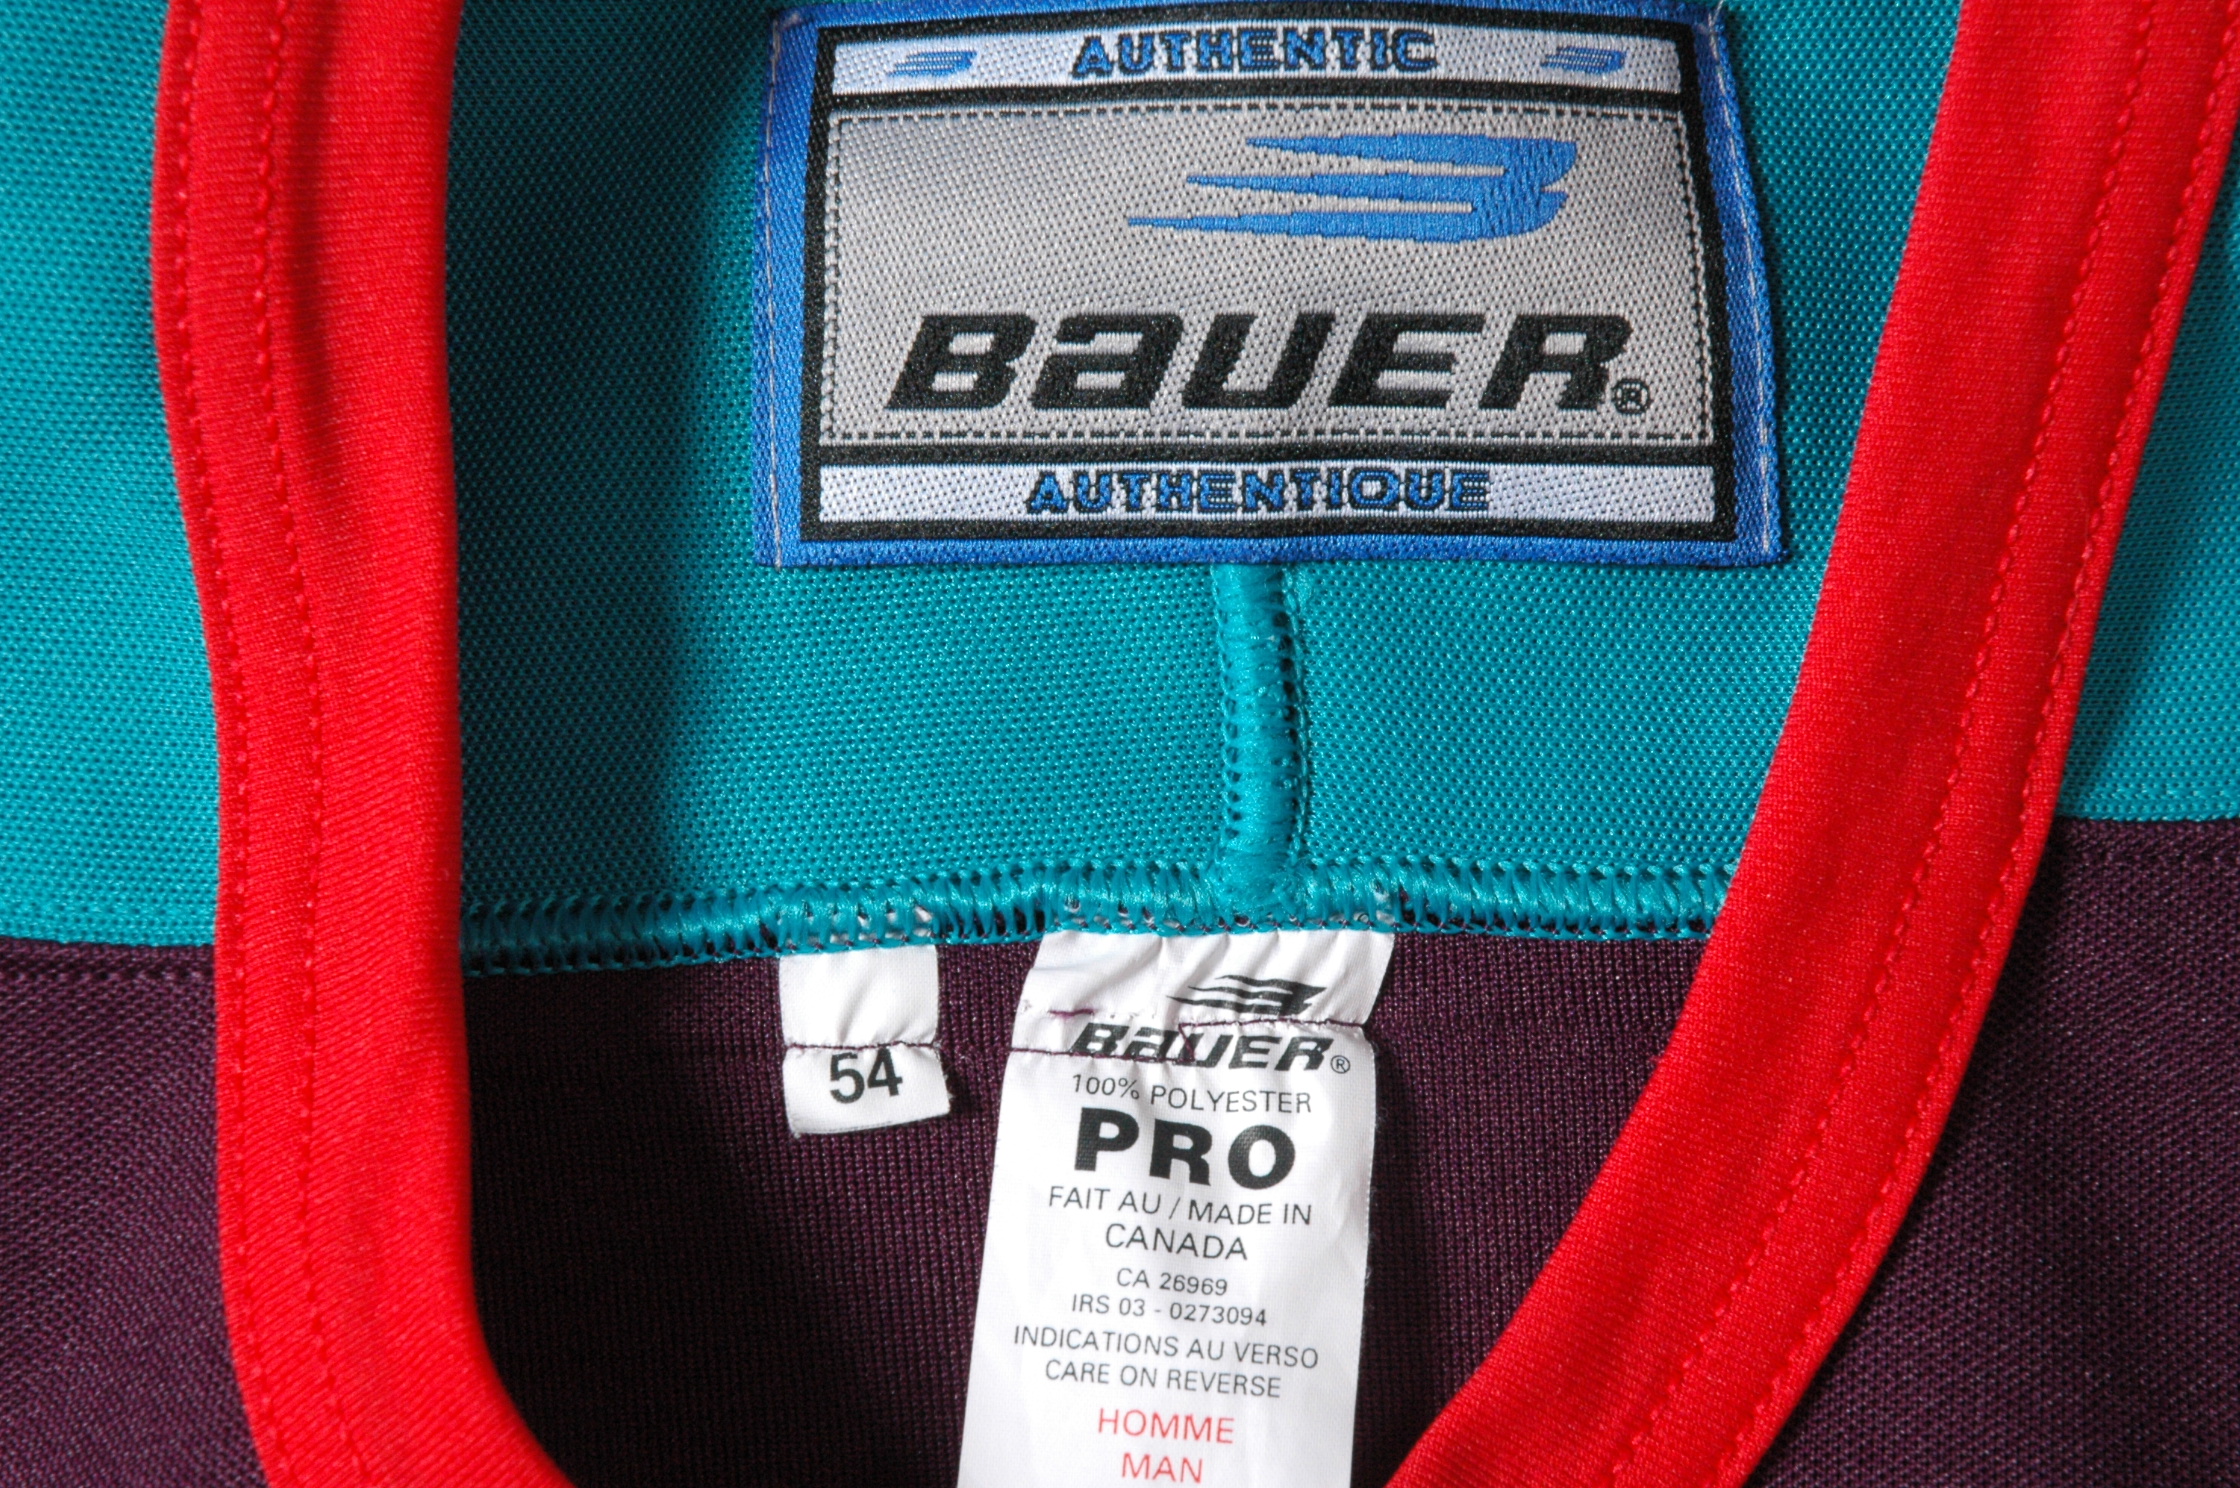 AUTHENTIC
BAUER®
AUTHENTIQUE
54
BAUER®
100% POLYESTER
PRO
FAIT AU / MADE IN
CANADA
CA 26969
IRS 03 - 0273094
INDICATIONS AU VERSO
CARE ON REVERSE
HOMME
MAN